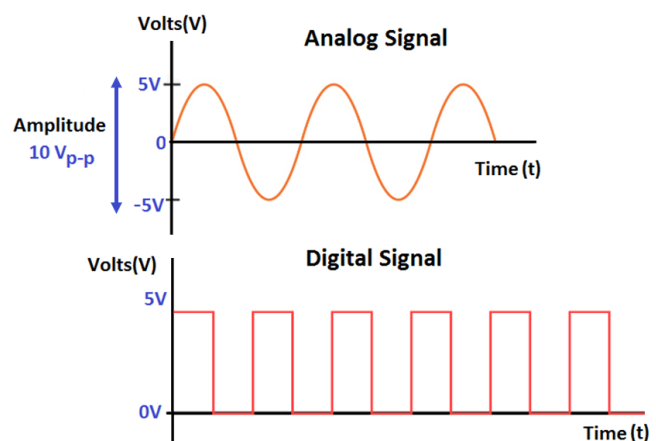 Volts(V)
Analog Signal
5V
Amplitude
10 Vp-p
0
Time (t)
-5V
Digital Signal
Volts(V)
5V
0V
Time (t)